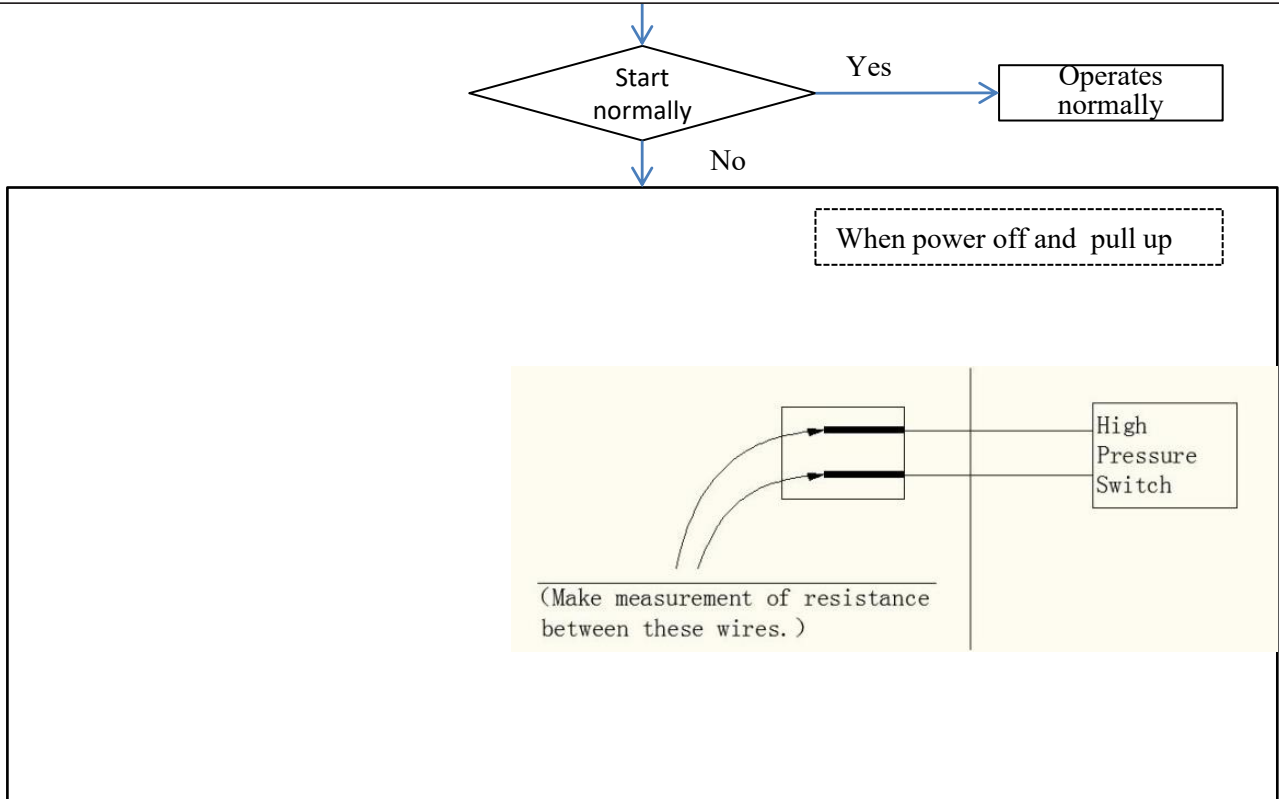 Start
normally
Yes
Operates
normally
No
When power off and pull up
High
Pressure
Switch
(Make measurement of resistance
between these wires.)